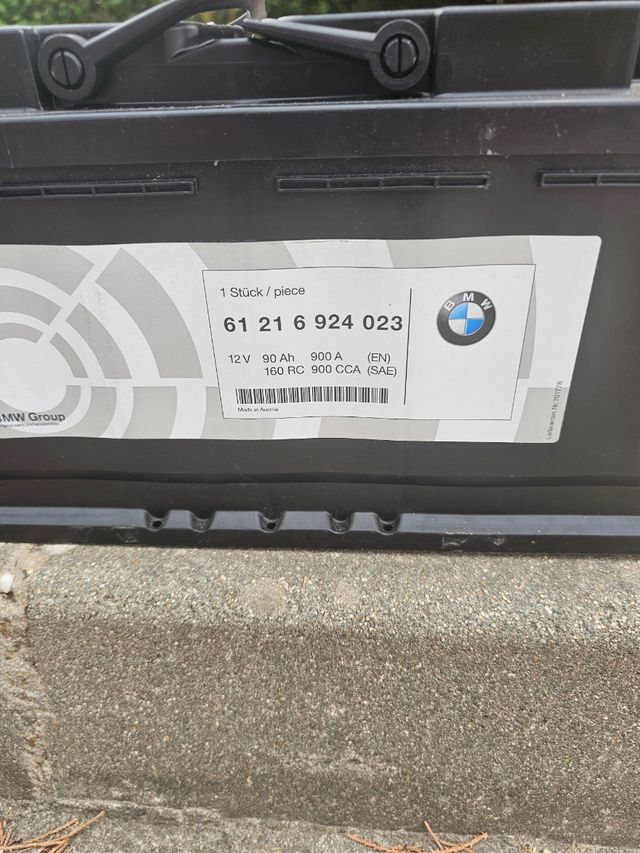 1 Stück / piece
61 21 6 924 023
12 V 90 Ah 900 A (EN)
160 RC 900 CCA (SAE)
Made in Austria
BMW
BMW Group